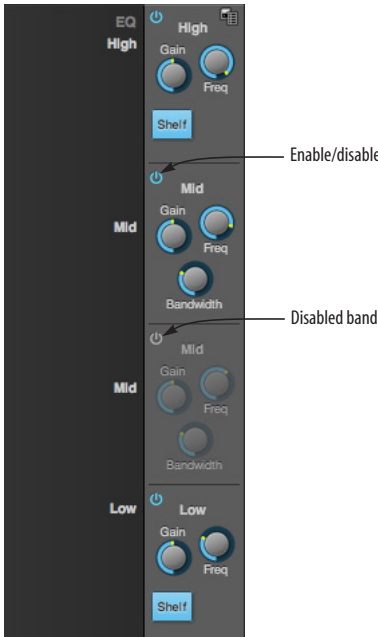 EQ
High
High
Gain
Freq
Shelf
Enable/disable
Mid
Gain
Mid
Freq
Bandwidth
Disabled band
Mid
Gain
Mid
Freq
Bandwidth
Low
Low
Gain
Freq
Shelf